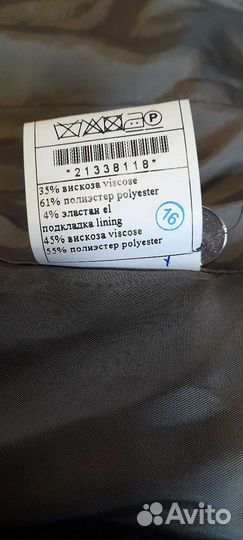 P
*21338118*
35% вискоза viscose
61% полиэстер polyester
4% эластан el
подкладка lining
45% вискоза viscose
55% полиэстер polyester
16
Avito